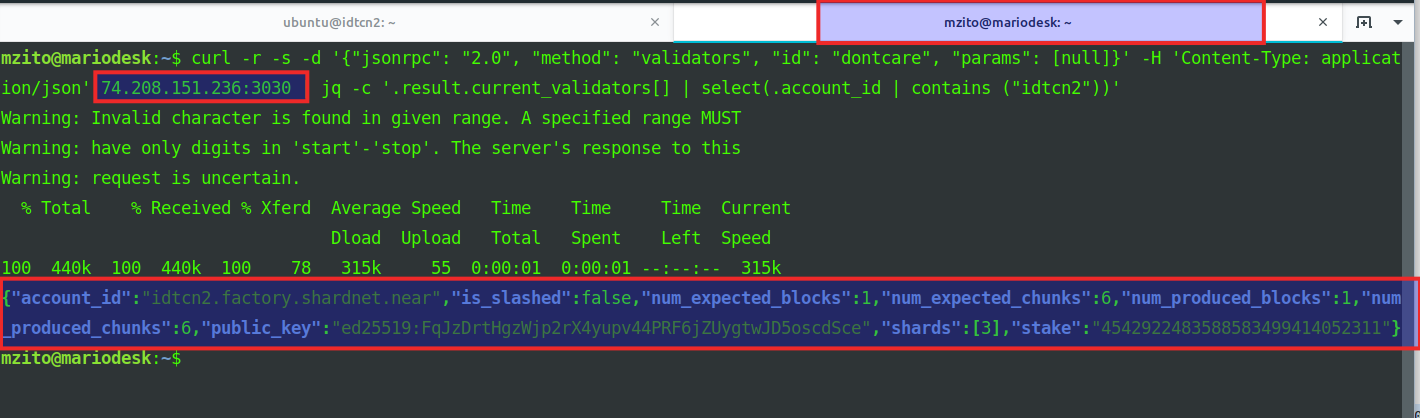 ubuntu@idtcn2: ~ × mzito@mariodesk: ~ ×
mzito@mariodesk:~$ curl -r -s -d '{"jsonrpc": "2.0", "method": "validators", "id": "dontcare", "params": [null]}' -H 'Content-Type: applicat
ion/json' 74.208.151.236:3030 jq -c '.result.current_validators[] | select(.account_id | contains ("idtcn2"))'
Warning: Invalid character is found in given range. A specified range MUST
Warning: have only digits in 'start'-'stop'. The server's response to this
Warning: request is uncertain.
% Total % Received % Xferd Average Speed Time Time Time Current
Dload Upload Total Spent Left Speed
100 440k 100 440k 100 78 315k 55 0:00:01 0:00:01 --:--:-- 315k
{"account_id":"idtcn2.factory.shardnet.near","is_slashed":false,"num_expected_blocks":1,"num_expected_chunks":6,"num_produced_blocks":1,"num
_produced_chunks":6,"public_key":"ed25519:FqJzDrtHgzWjp2rX4yupv44PRF6jZUygtwJD5oscdSce","shards":[3],"stake":"4542922483588583499414052311"}
mzito@mariodesk:~$